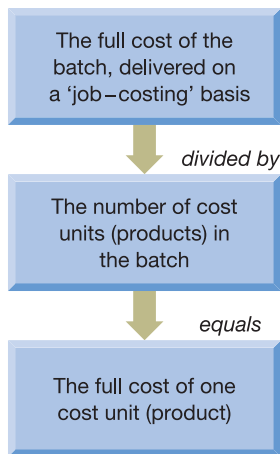 The full cost of the
batch, delivered on
a ‘job–costing’ basis
divided by
The number of cost
units (products) in
the batch
equals
The full cost of one
cost unit (product)